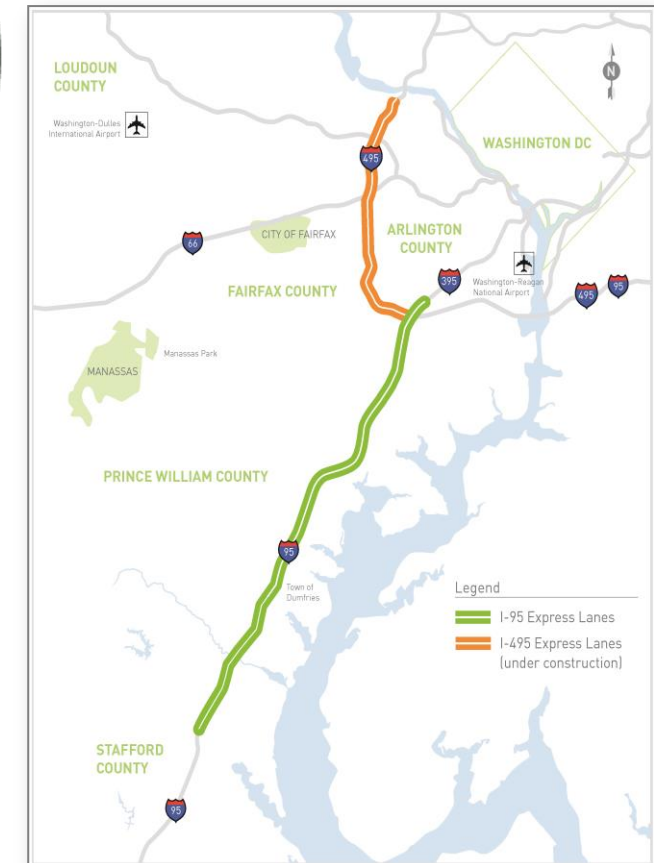 LOUDOUN
COUNTY
Washington-Dulles
International Airport
N
WASHINGTON DC
495
CITY OF FAIRFAX
66
ARLINGTON
COUNTY
FAIRFAX COUNTY
395
Washington-Reagan
National Airport
495
95
Manassas Park
MANASSAS
PRINCE WILLIAM COUNTY
95
Town of
Dumfries
Legend
I-95 Express Lanes
I-495 Express Lanes
(under construction)
STAFFORD
COUNTY
95